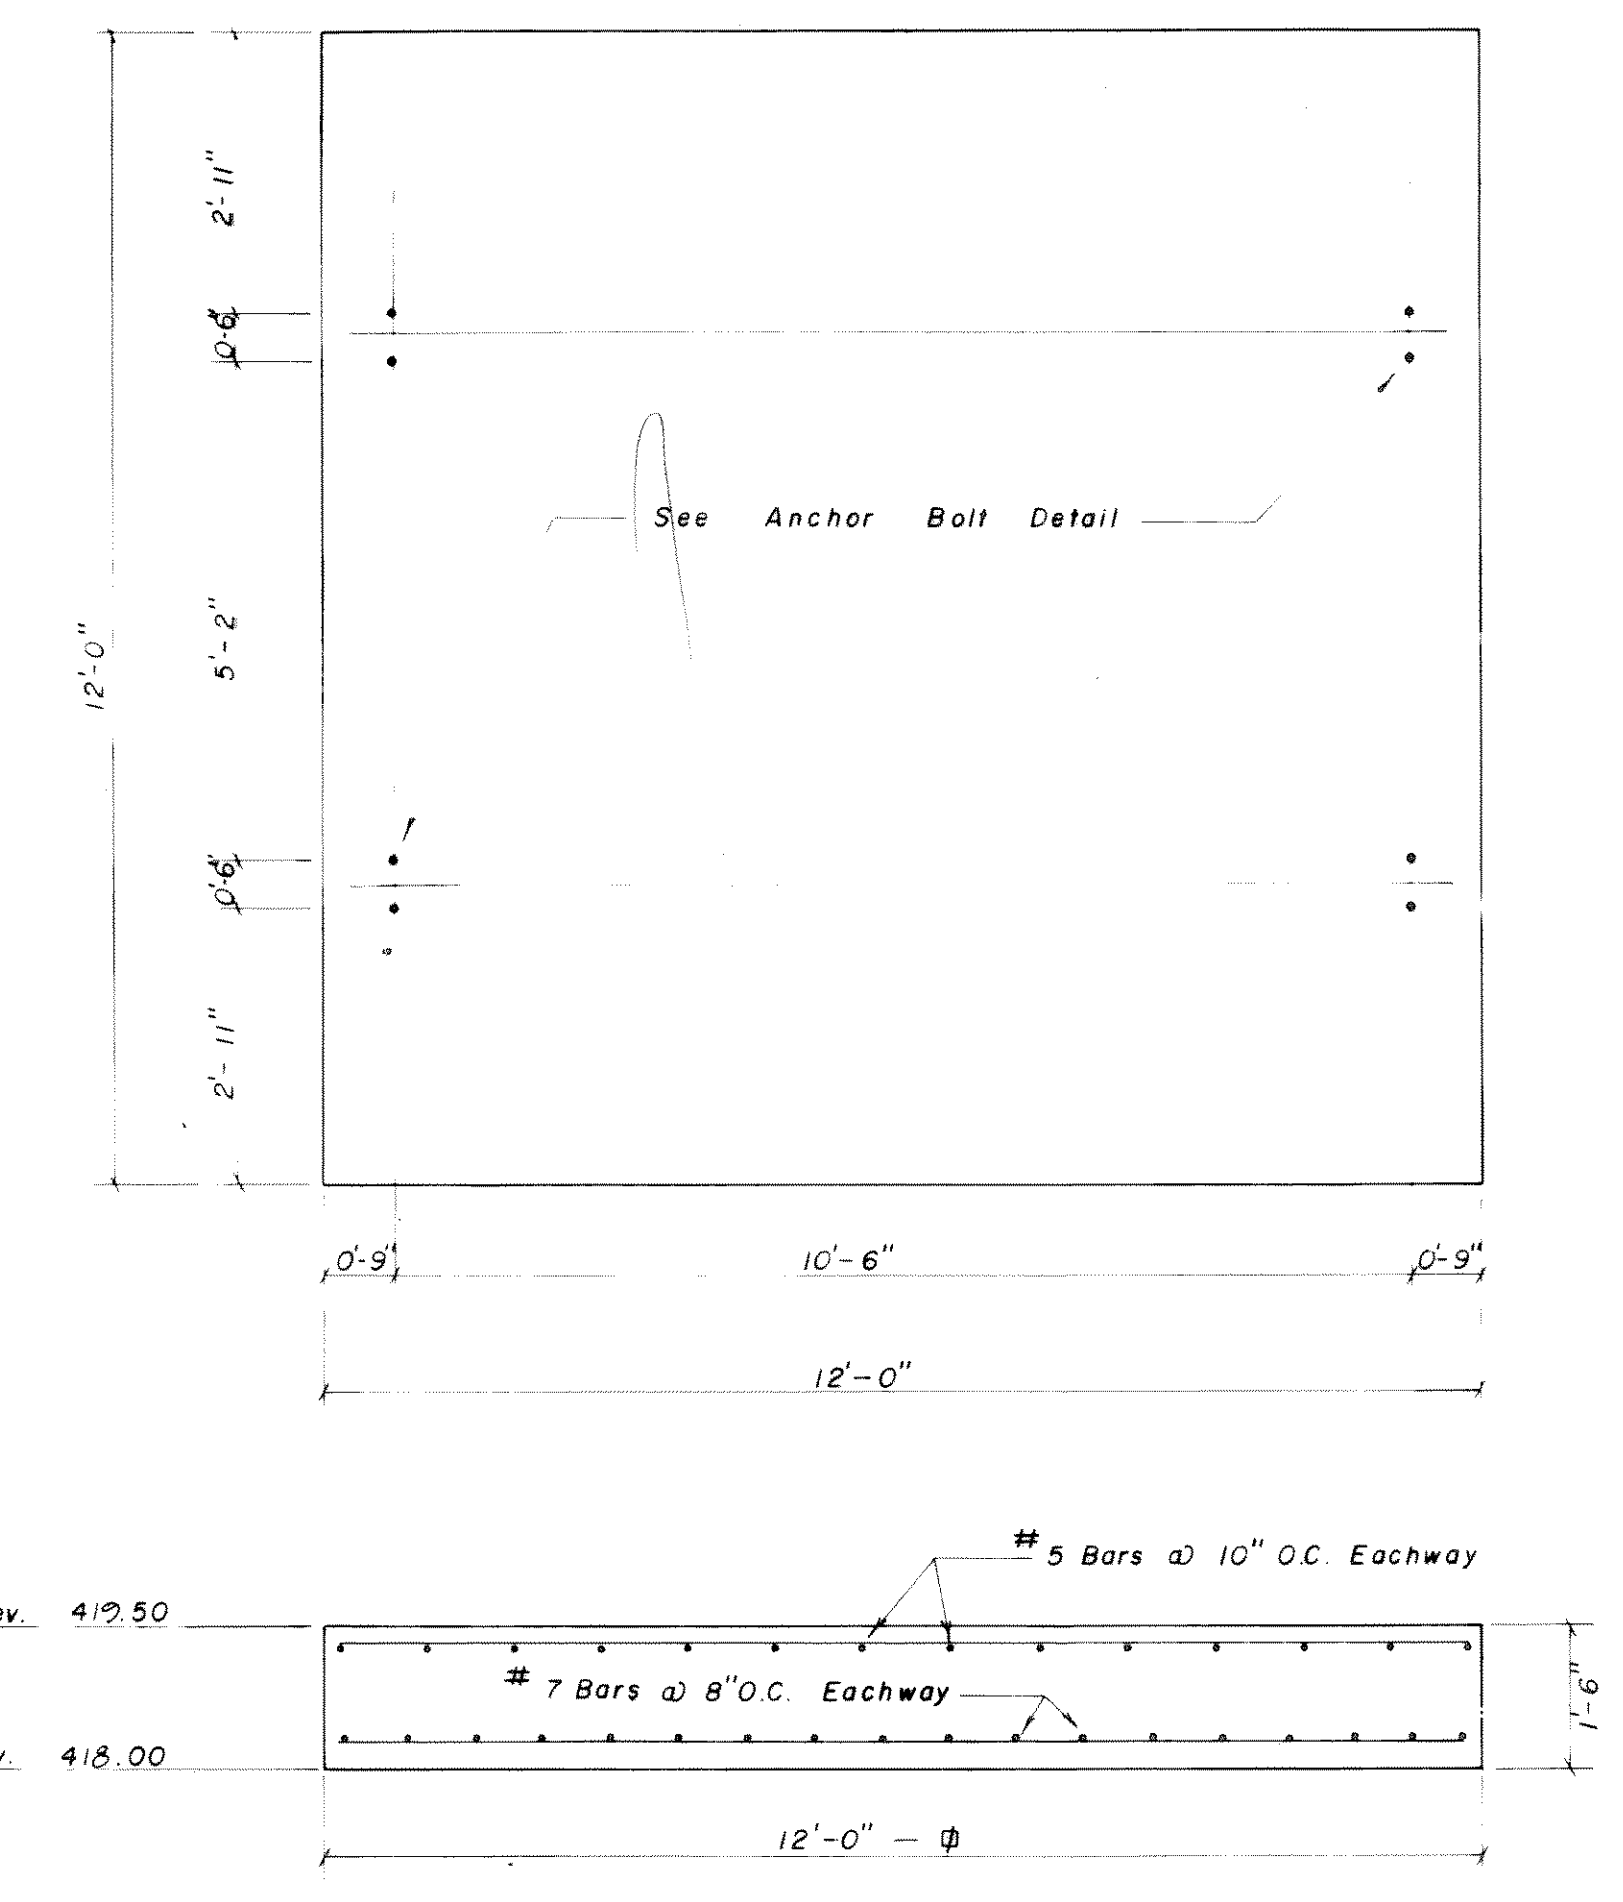 2'-11"
0'-6"
See Anchor Bolt Detail
5'-2"
12'-0"
0'-6"
2'-11"
0'-9" 10'-6" 0'-9"
12'-0"
# 5 Bars @ 10" O.C. Eachway
ev. 419.50
# 7 Bars @ 8" O.C. Eachway
1'-6"
v. 418.00
12'-0" –